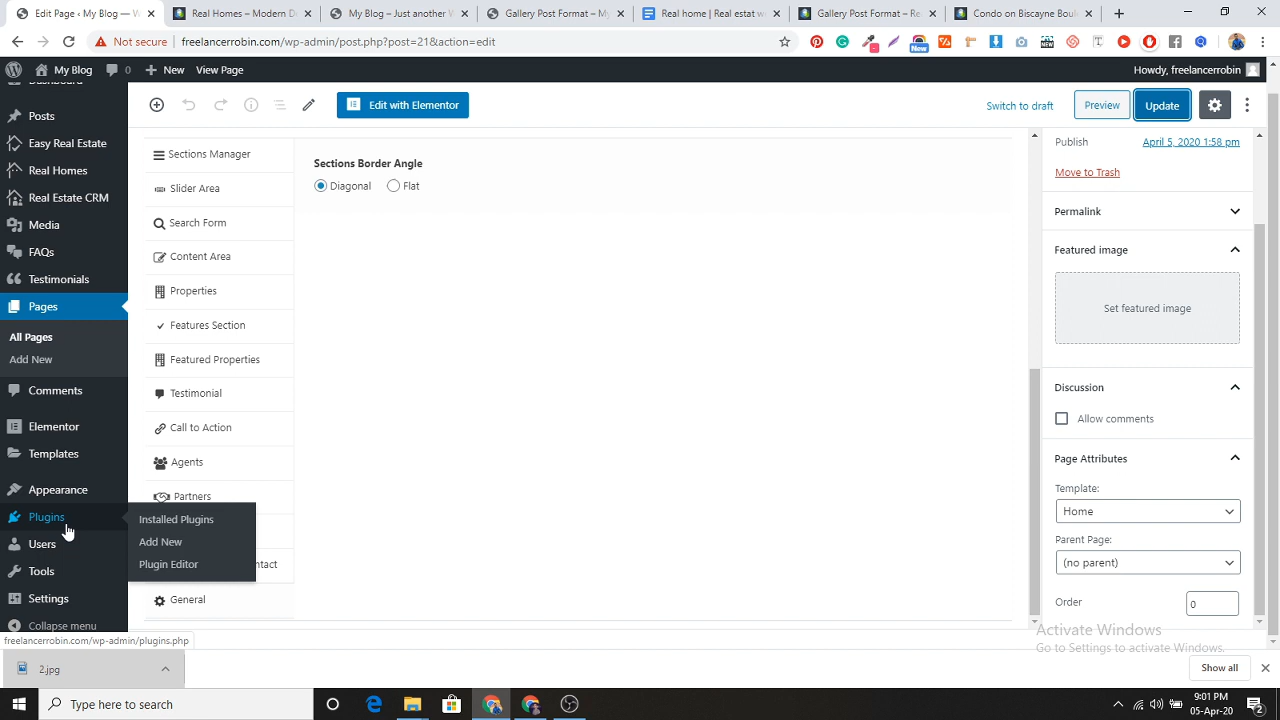 Edit Page ‹ My Blog — W
Real Homes – Modern D
My Blog – Just another V
Gallery Post Format – My
Real home | Real estat w
Gallery Post Format – Re
Condo on Biscayne Boule
Not secure
freelancerrobin.com/wp-admin/post.php?post=21&action=edit
New
NEW
My Blog
0
New
View Page
Howdy, freelancerrobin
Dashboard
Posts
Easy Real Estate
Real Homes
Real Estate CRM
Media
FAQs
Testimonials
Pages
All Pages
Add New
Comments
Elementor
Templates
Appearance
Plugins
Users
Tools
Settings
Collapse menu
Installed Plugins
Add New
Plugin Editor
Edit with Elementor
Switch to draft
Preview
Update
Sections Manager
Slider Area
Search Form
Content Area
Properties
Features Section
Featured Properties
Testimonial
Call to Action
Agents
Partners
ntact
General
Sections Border Angle
Diagonal
Flat
Publish
April 5, 2020 1:58 pm
Move to Trash
Permalink
Featured image
Set featured image
Discussion
Allow comments
Page Attributes
Template:
Home
Parent Page:
(no parent)
Order
0
Activate Windows
Go to Settings to activate Windows.
freelancerrobin.com/wp-admin/plugins.php
2.jpg
Show all
Type here to search
9:01 PM
05-Apr-20
2